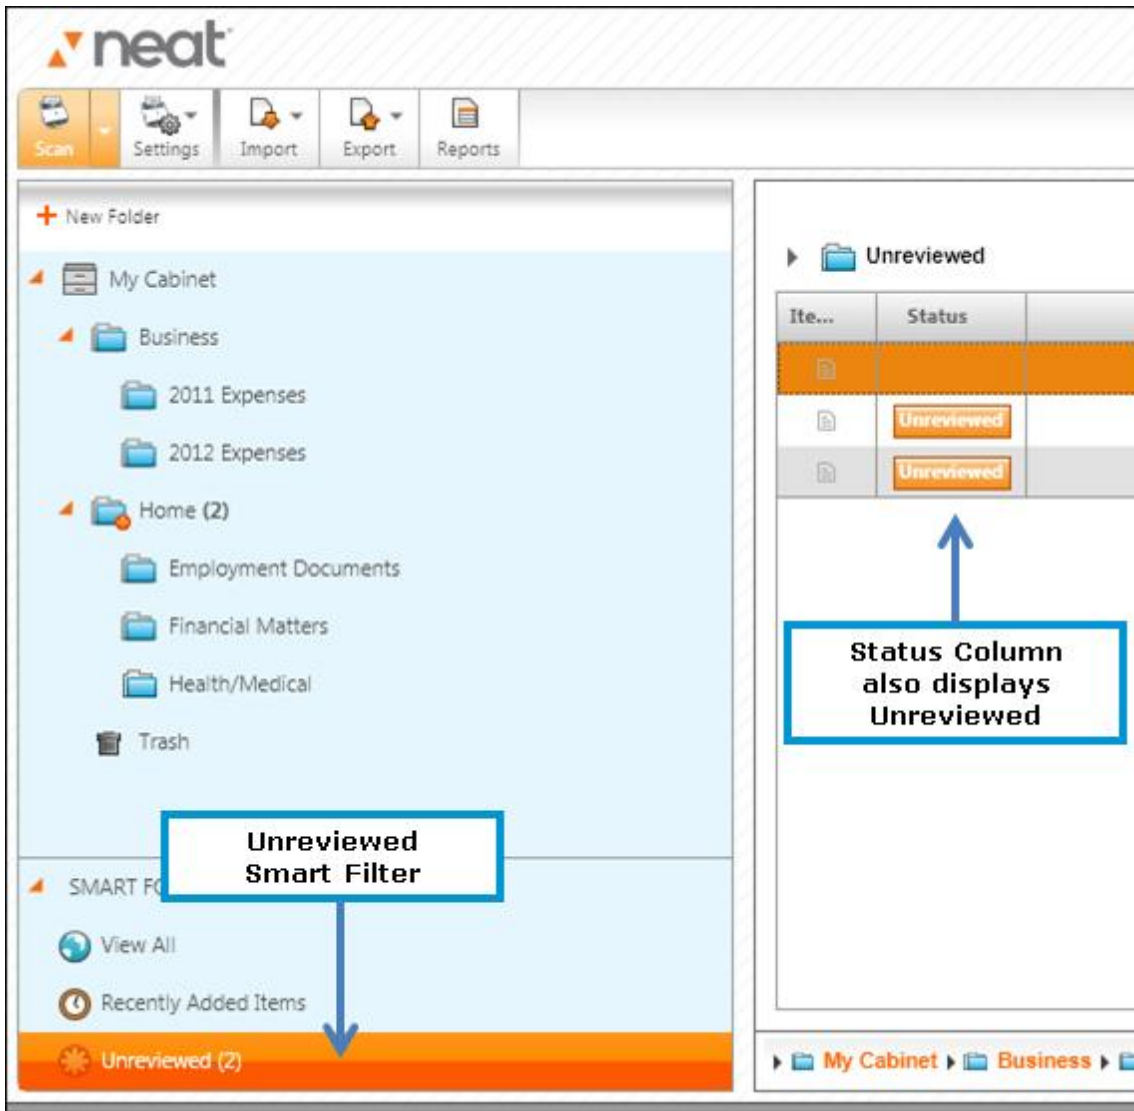 neat
Scan
Settings
Import
Export
Reports
New Folder
My Cabinet
Business
2011 Expenses
2012 Expenses
Home (2)
Employment Documents
Financial Matters
Health/Medical
Trash
Unreviewed
Smart Filter
SMART
View All
Recently Added Items
Unreviewed (2)
Unreviewed
Ite... Status
Unreviewed
Unreviewed
Status Column
also displays
Unreviewed
My Cabinet Business